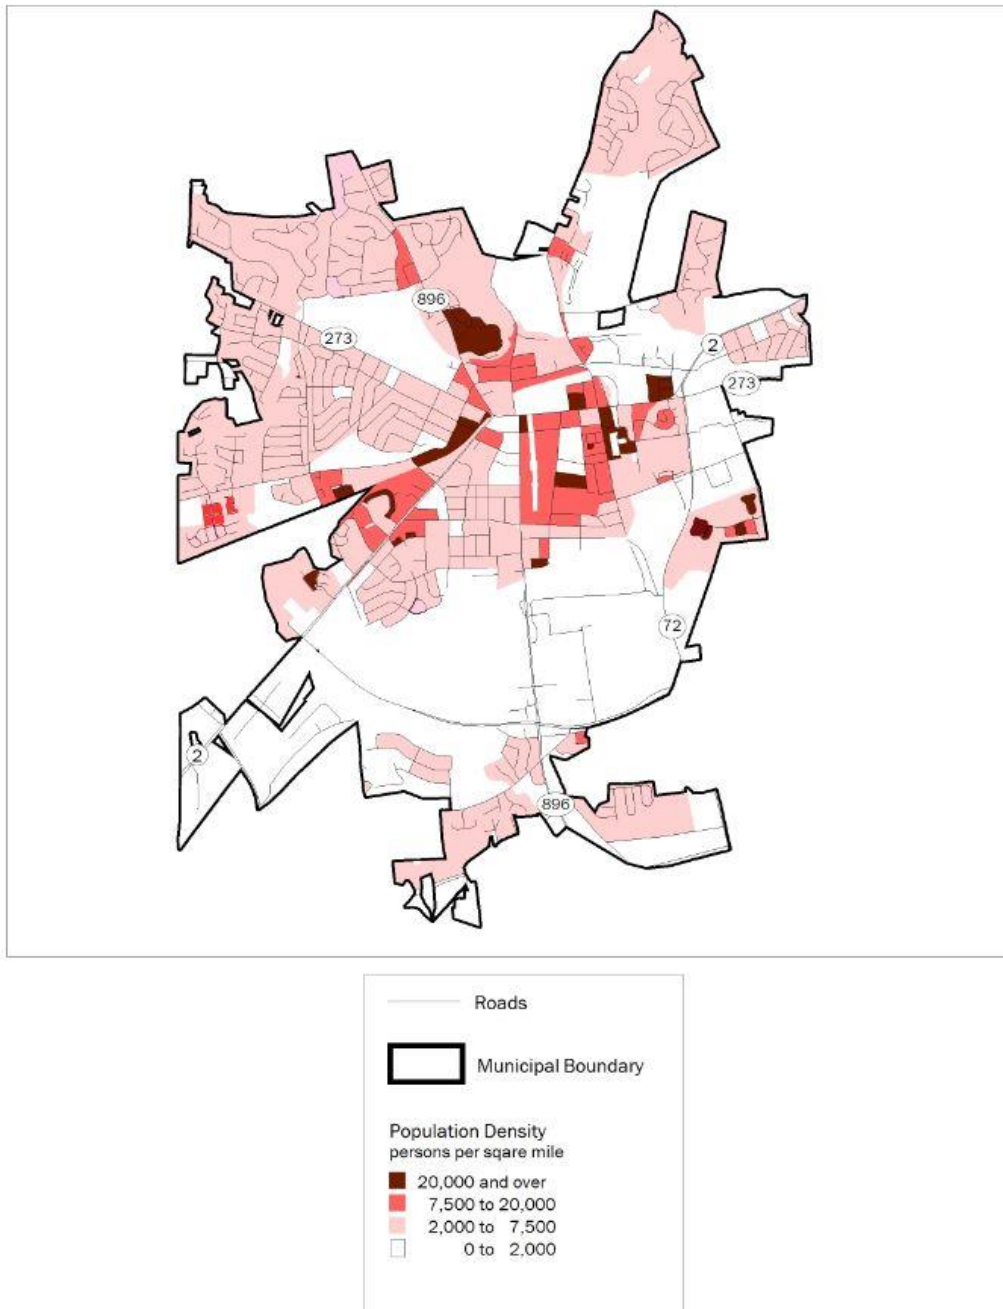 896
273
2
273
72
2
896
Roads
Municipal Boundary
Population Density
persons per sqare mile
20,000 and over
7,500 to 20,000
2,000 to 7,500
0 to 2,000